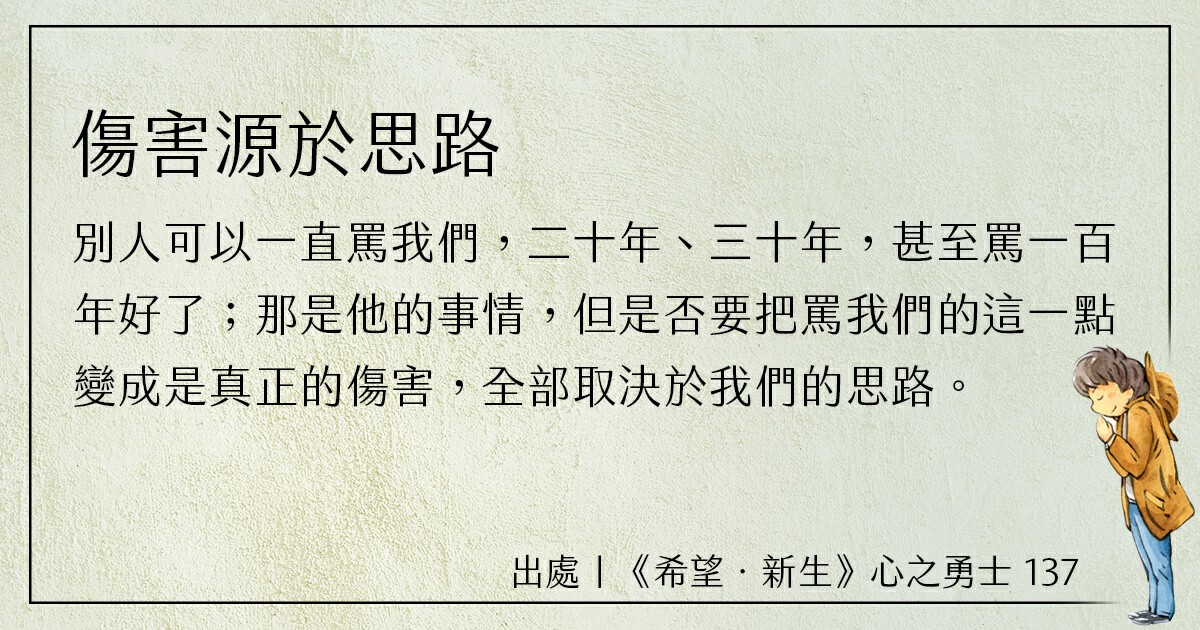 傷害源於思路
別人可以一直罵我們，二十年、三十年，甚至罵一百
年好了；那是他的事情，但是否要把罵我們的這一點
變成是真正的傷害，全部取決於我們的思路。
出處｜《希望．新生》心之勇士 137